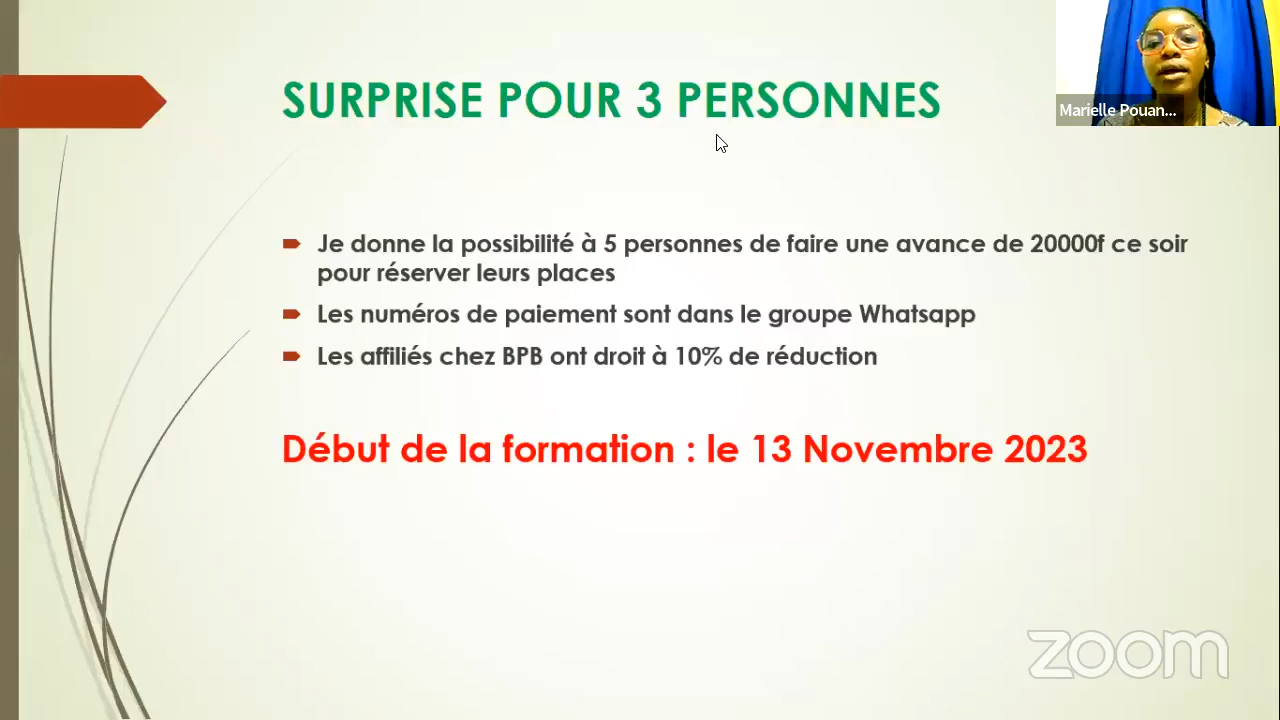 SURPRISE POUR 3 PERSONNES
Marielle Pouan...
Je donne la possibilité à 5 personnes de faire une avance de 20000f ce soir
pour réserver leurs places
Les numéros de paiement sont dans le groupe Whatsapp
Les affiliés chez BPB ont droit à 10% de réduction
Début de la formation : le 13 Novembre 2023
zoom